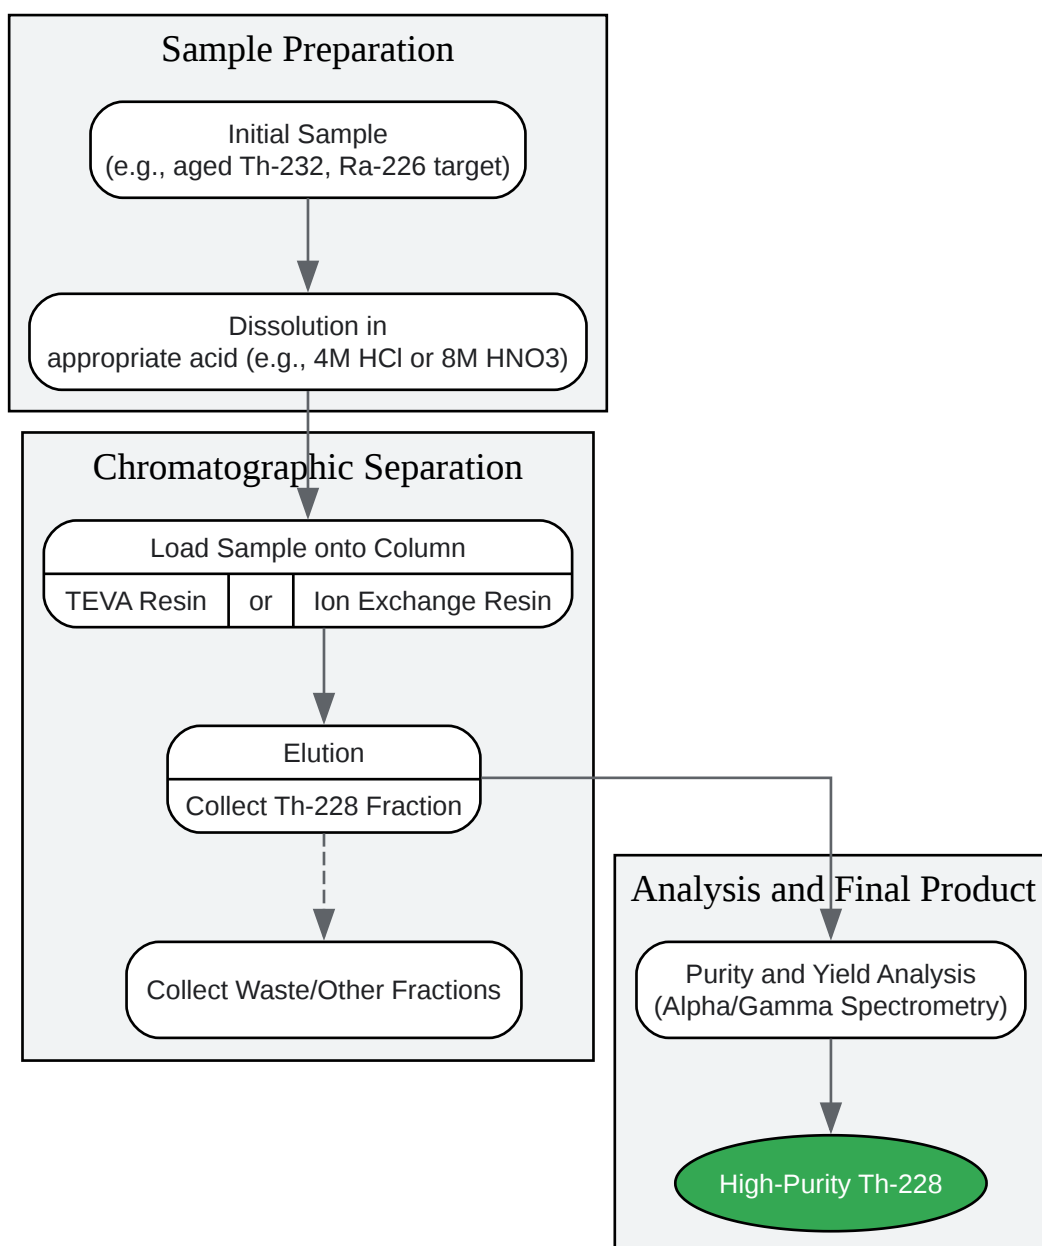 Sample Preparation
Initial Sample
(e.g., aged Th-232, Ra-226 target)
Dissolution in
appropriate acid (e.g., 4M HCl or 8M HNO3)
Chromatographic Separation
Load Sample onto Column
TEVA Resin or Ion Exchange Resin
Elution
Collect Th-228 Fraction
Collect Waste/Other Fractions
Analysis and Final Product
Purity and Yield Analysis
(Alpha/Gamma Spectrometry)
High-Purity Th-228